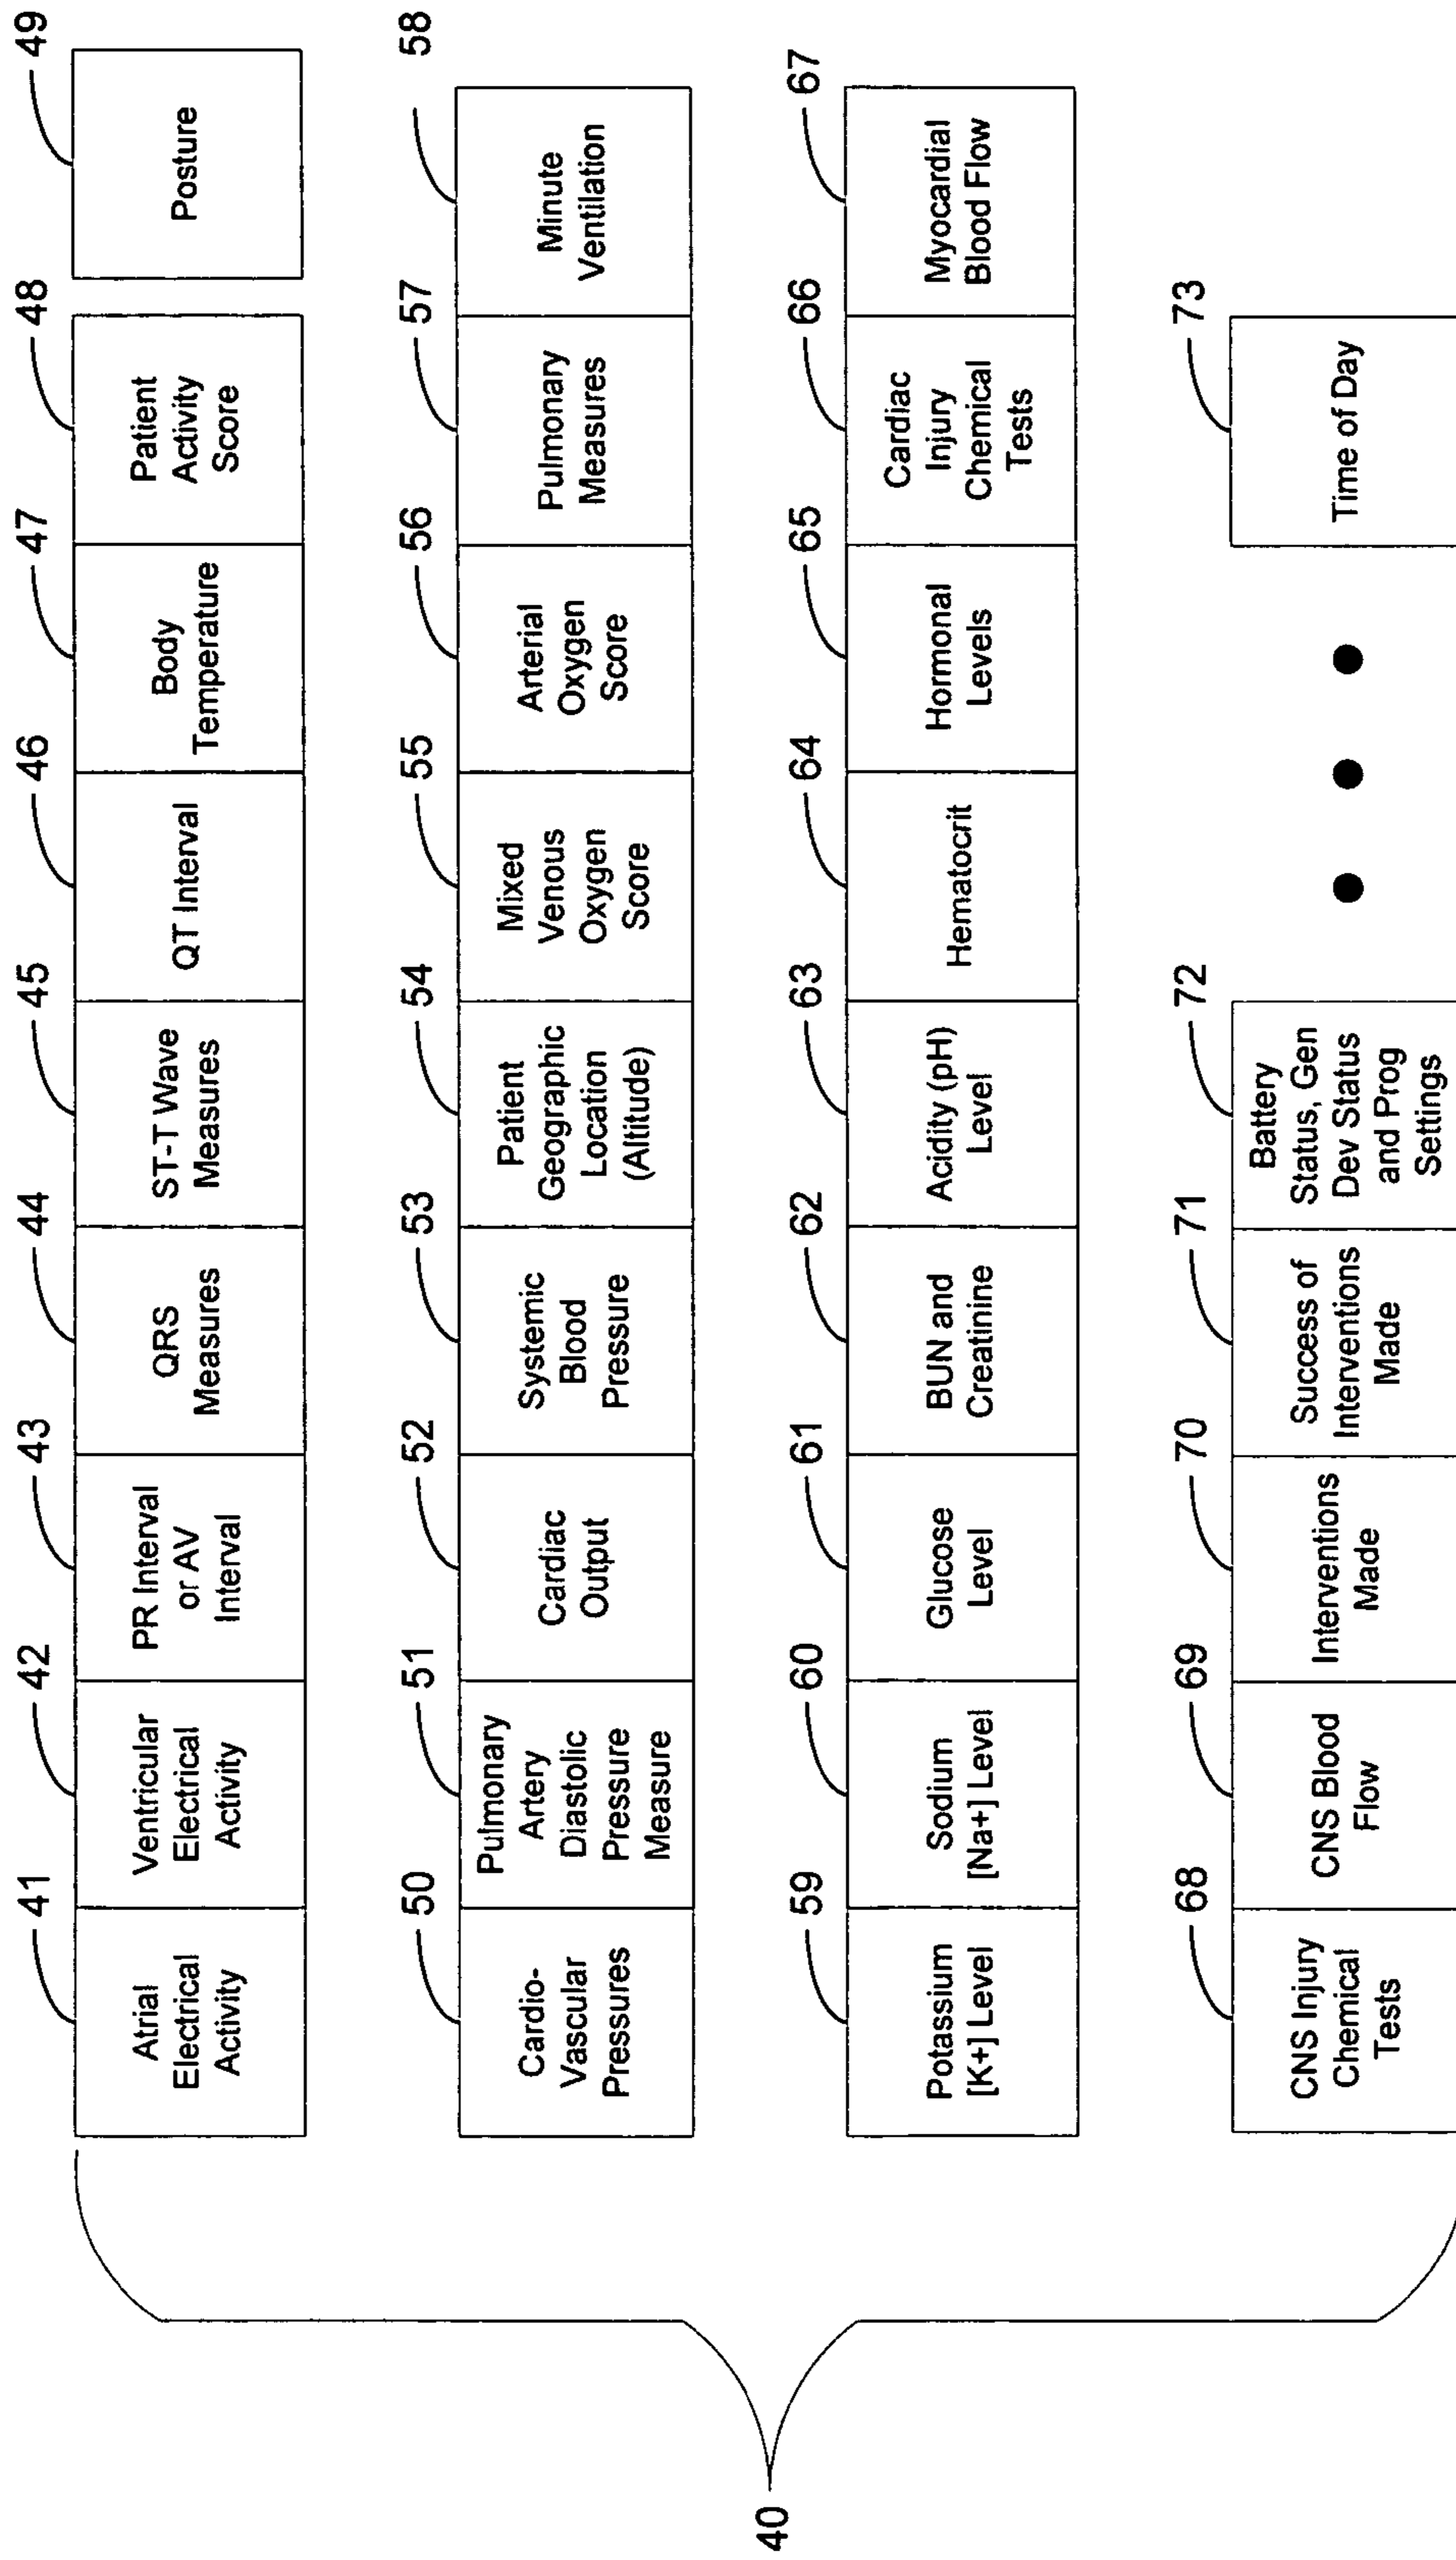 41
42
43
44
45
46
47
48
49
Atrial
Electrical
Activity
Ventricular
Electrical
Activity
PR Interval
or AV
Interval
QRS
Measures
ST-T Wave
Measures
QT Interval
Body
Temperature
Patient
Activity
Score
Posture
50
51
52
53
54
55
56
57
58
Cardio-
Vascular
Pressures
Pulmonary
Artery
Diastolic
Pressure
Measure
Cardiac
Output
Systemic
Blood
Pressure
Patient
Geographic
Location
(Altitude)
Mixed
Venous
Oxygen
Score
Arterial
Oxygen
Score
Pulmonary
Measures
Minute
Ventilation
40
59
60
61
62
63
64
65
66
67
Potassium
[K+] Level
Sodium
[Na+] Level
Glucose
Level
BUN and
Creatinine
Acidity (pH)
Level
Hematocrit
Hormonal
Levels
Cardiac
Injury
Chemical
Tests
Myocardial
Blood Flow
68
69
70
71
72
73
CNS Injury
Chemical
Tests
CNS Blood
Flow
Interventions
Made
Success of
Interventions
Made
Battery
Status, Gen
Dev Status
and Prog
Settings
Time of Day